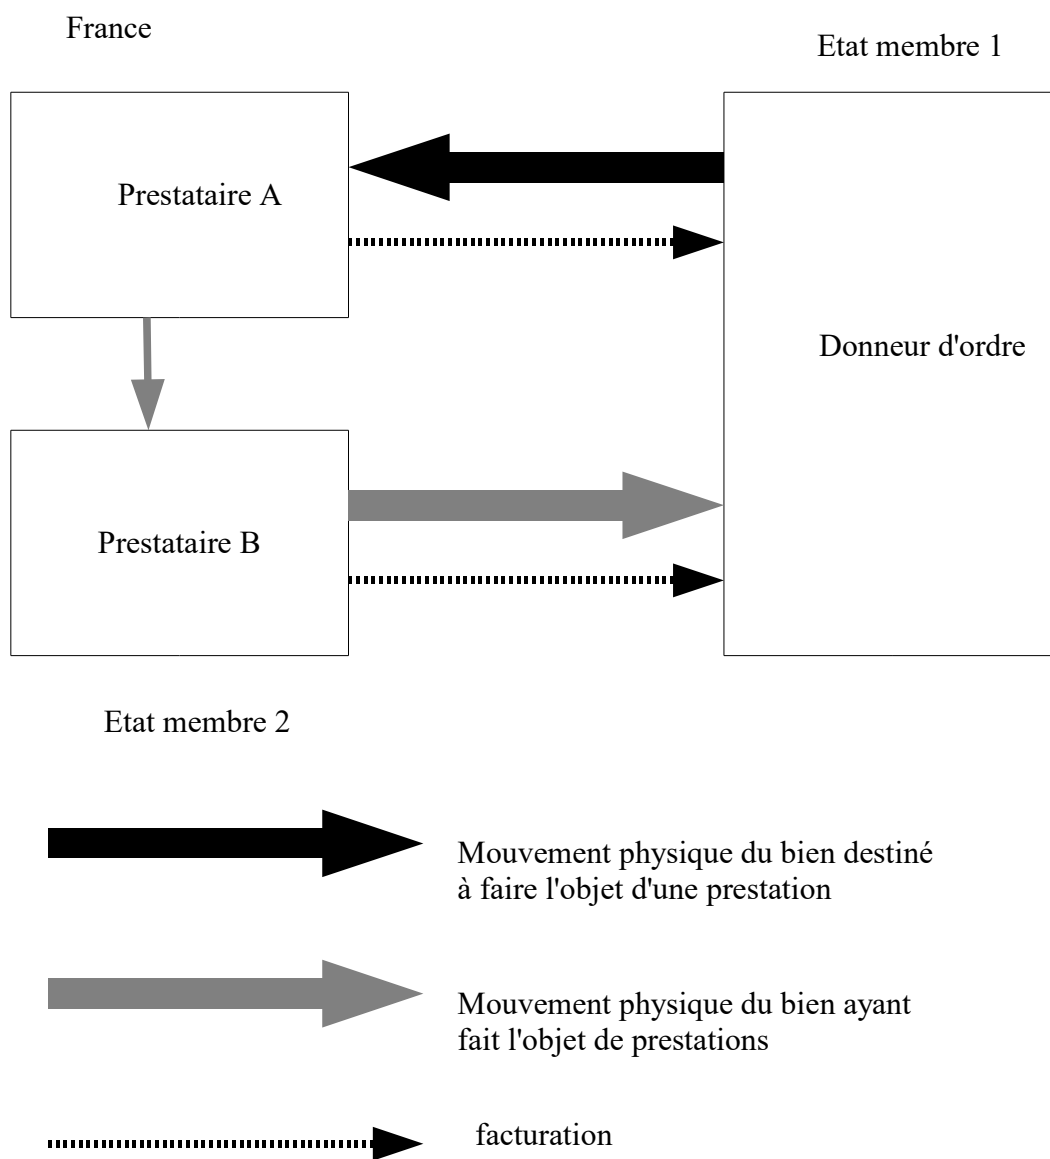 France
Etat membre 1
Prestataire A
Donneur d'ordre
Prestataire B
Etat membre 2
Mouvement physique du bien destiné
à faire l'objet d'une prestation
Mouvement physique du bien ayant
fait l'objet de prestations
facturation